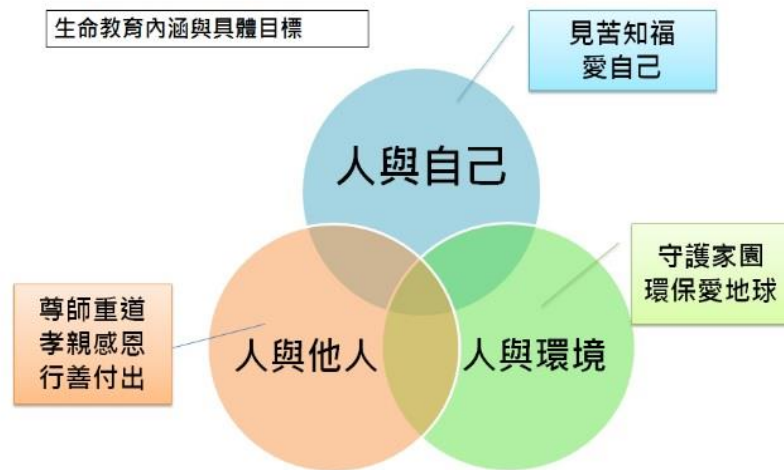 生命教育內涵與具體目標
見苦知福
愛自己
人與自己
守護家園
環保愛地球
尊師重道
孝親感恩
行善付出
人與他人
人與環境